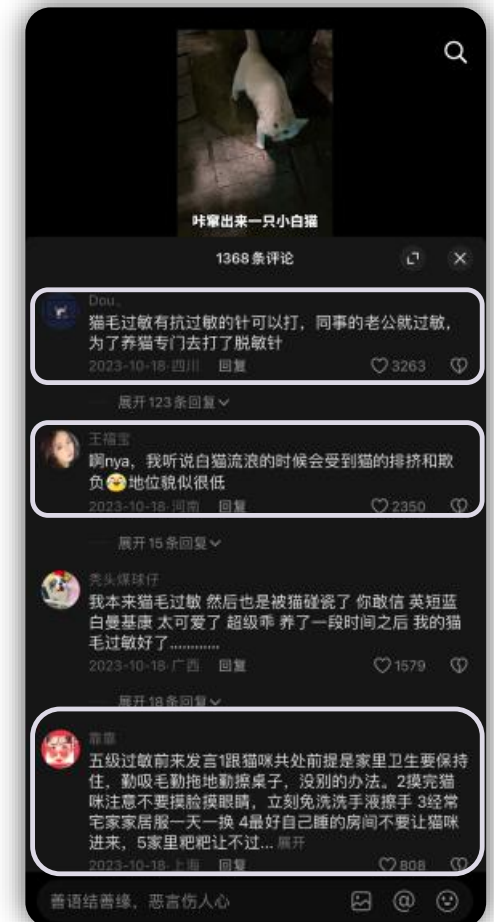 咔窜出来一只小白猫
1368条评论
Dou、
猫毛过敏有抗过敏的针可以打，同事的老公就过敏，
为了养猫专门去打了脱敏针
2023-10-18·四川 回复 3263
展开123条回复
王福宝
啊nya，我听说白猫流浪的时候会受到猫的排挤和欺
负😂地位貌似很低
2023-10-18·河南 回复 2350
展开15条回复
秃头煤球仔
我本来猫毛过敏 然后也是被猫碰瓷了 你敢信 英短蓝
白曼基康 太可爱了 超级乖 养了一段时间之后 我的猫
毛过敏好了............
2023-10-18·广西 回复 1579
展开18条回复
靠靠
五级过敏前来发言1跟猫咪共处前提是家里卫生要保持
住，勤吸毛勤拖地勤擦桌子，没别的办法。2摸完猫
咪注意不要摸脸摸眼睛，立刻免洗洗手液擦手 3经常
宅家家居服一天一换 4最好自己睡的房间不要让猫咪
进来，5家里粑粑让不过... 展开
2023-10-18·上海 回复 808
善语结善缘，恶言伤人心